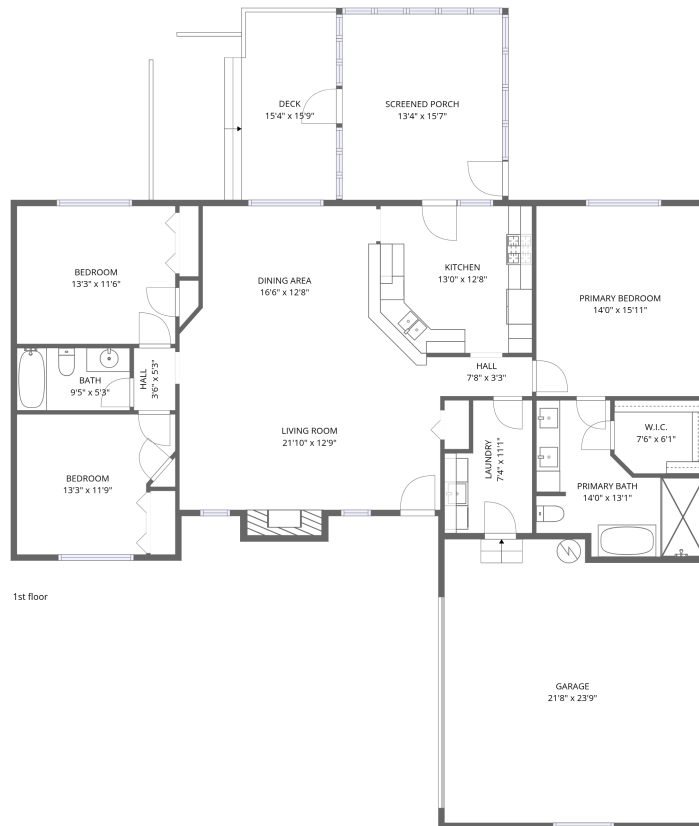 DECK
15'4" x 15'9"
SCREENED PORCH
13'4" x 15'7"
BEDROOM
13'3" x 11'6"
DINING AREA
16'6" x 12'8"
KITCHEN
13'0" x 12'8"
PRIMARY BEDROOM
14'0" x 15'11"
BATH
9'5" x 5'3"
HALL
3'6" x 5'3"
HALL
7'8" x 3'3"
LIVING ROOM
21'10" x 12'9"
BEDROOM
13'3" x 11'9"
LAUNDRY
7'4" x 11'1"
W.I.C.
7'6" x 6'1"
PRIMARY BATH
14'0" x 13'1"
1st floor
GARAGE
21'8" x 23'9"